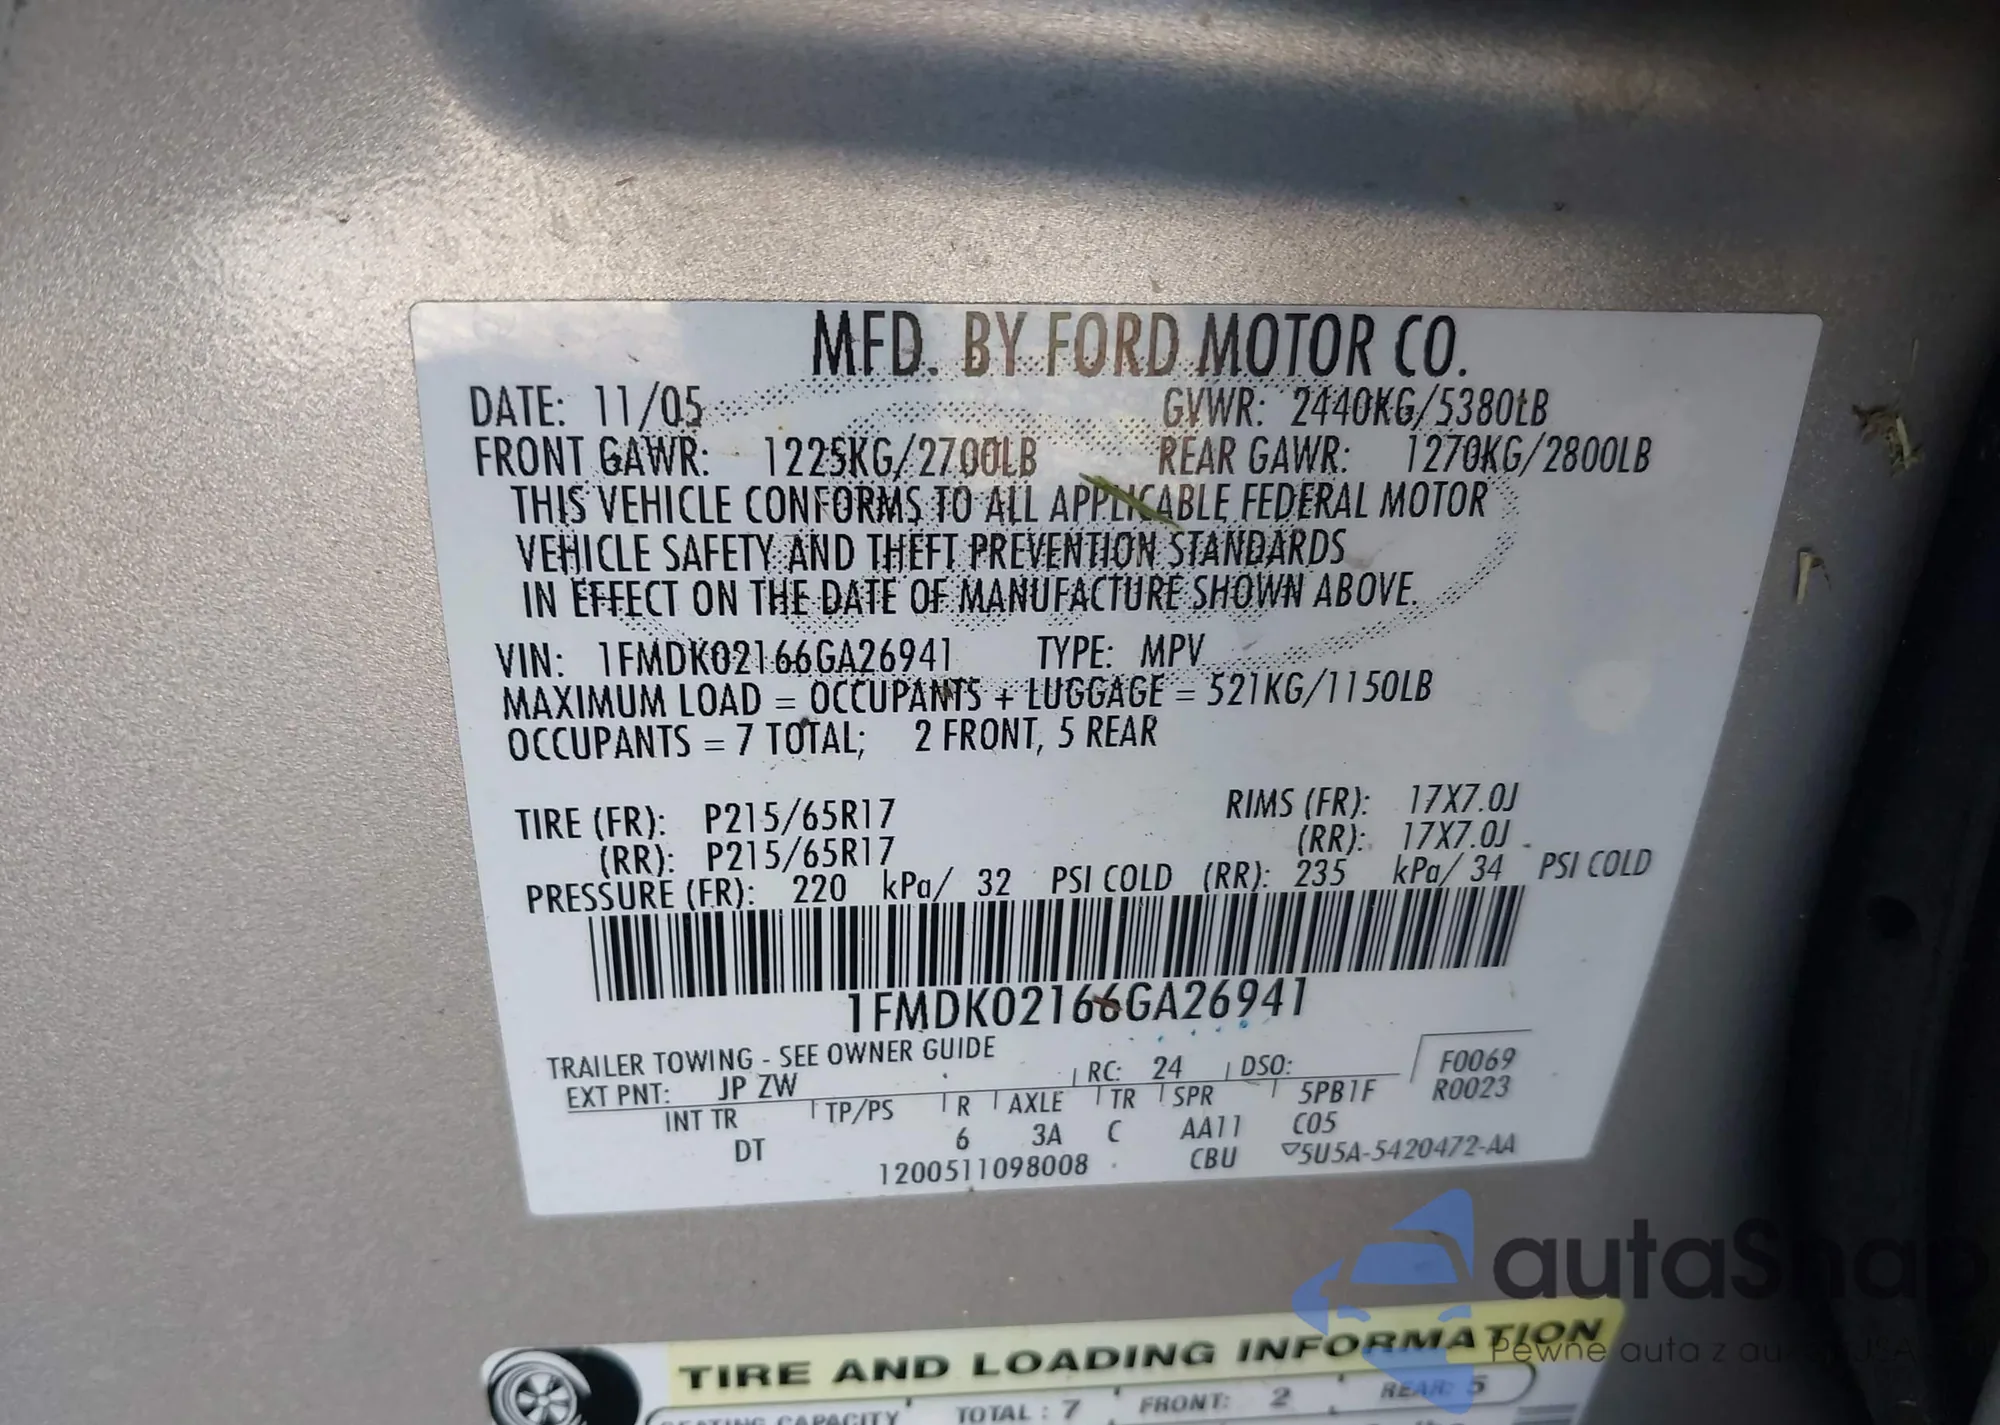 MFD. BY FORD MOTOR CO.
DATE: 11/05 GVWR: 2440KG/5380LB
FRONT GAWR: 1225KG/2700LB REAR GAWR: 1270KG/2800LB
THIS VEHICLE CONFORMS TO ALL APPLICABLE FEDERAL MOTOR
VEHICLE SAFETY AND THEFT PREVENTION STANDARDS
IN EFFECT ON THE DATE OF MANUFACTURE SHOWN ABOVE.
VIN: 1FMDK02166GA26941 TYPE: MPV
MAXIMUM LOAD = OCCUPANTS + LUGGAGE = 521KG/1150LB
OCCUPANTS = 7 TOTAL; 2 FRONT, 5 REAR
TIRE (FR): P215/65R17 RIMS (FR): 17X7.0J
(RR): P215/65R17 (RR): 17X7.0J
PRESSURE (FR): 220 kPa/ 32 PSI COLD (RR): 235 kPa/ 34 PSI COLD
1FMDK02166GA26941
TRAILER TOWING - SEE OWNER GUIDE
EXT PNT: JP ZW RC: 24 DSO: F0069
INT TR TP/PS R AXLE TR SPR 5PB1F R0023
DT 6 3A C AA11 C05
1200511098008 CBU 5U5A-5420472-AA
autaSnap
Pewne auta z au
TIRE AND LOADING INFORMATION
SEATING CAPACITY TOTAL : 7 FRONT: 2 REAR: 5